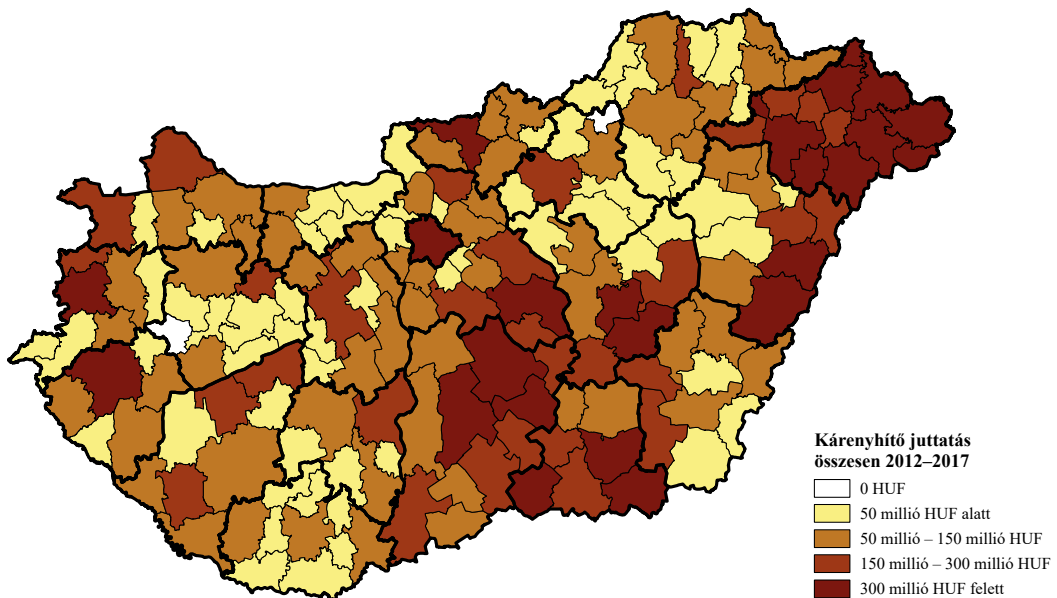 Kárenyhítő juttatás
összesen 2012–2017
0 HUF
50 millió HUF alatt
50 millió – 150 millió HUF
150 millió – 300 millió HUF
300 millió HUF felett